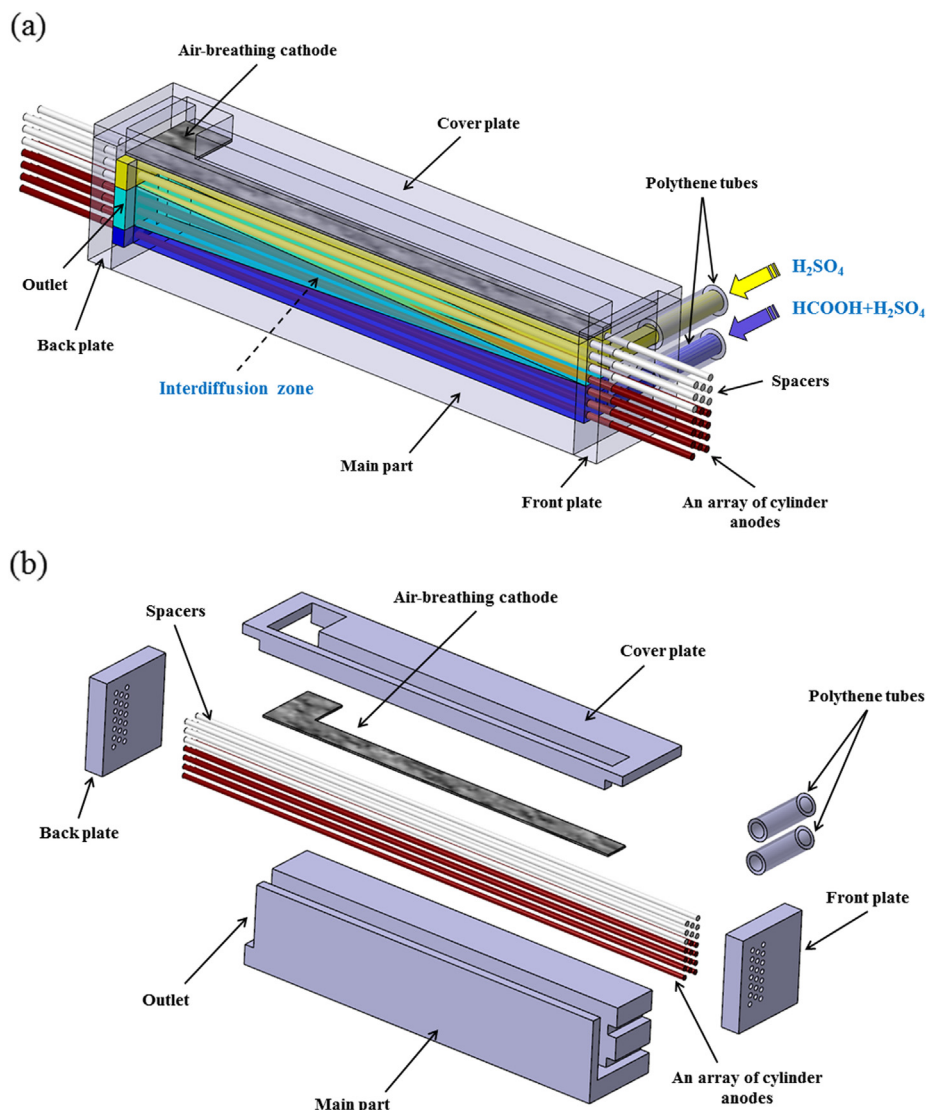 (a)
Air-breathing cathode
Cover plate
Polythene tubes
H₂SO₄
HCOOH+H₂SO₄
Outlet
Back plate
Interdiffusion zone
Spacers
Main part
Front plate
An array of cylinder
anodes
(b)
Air-breathing cathode
Spacers
Cover plate
Polythene tubes
Back plate
Front plate
Outlet
An array of cylinder
anodes
Main part